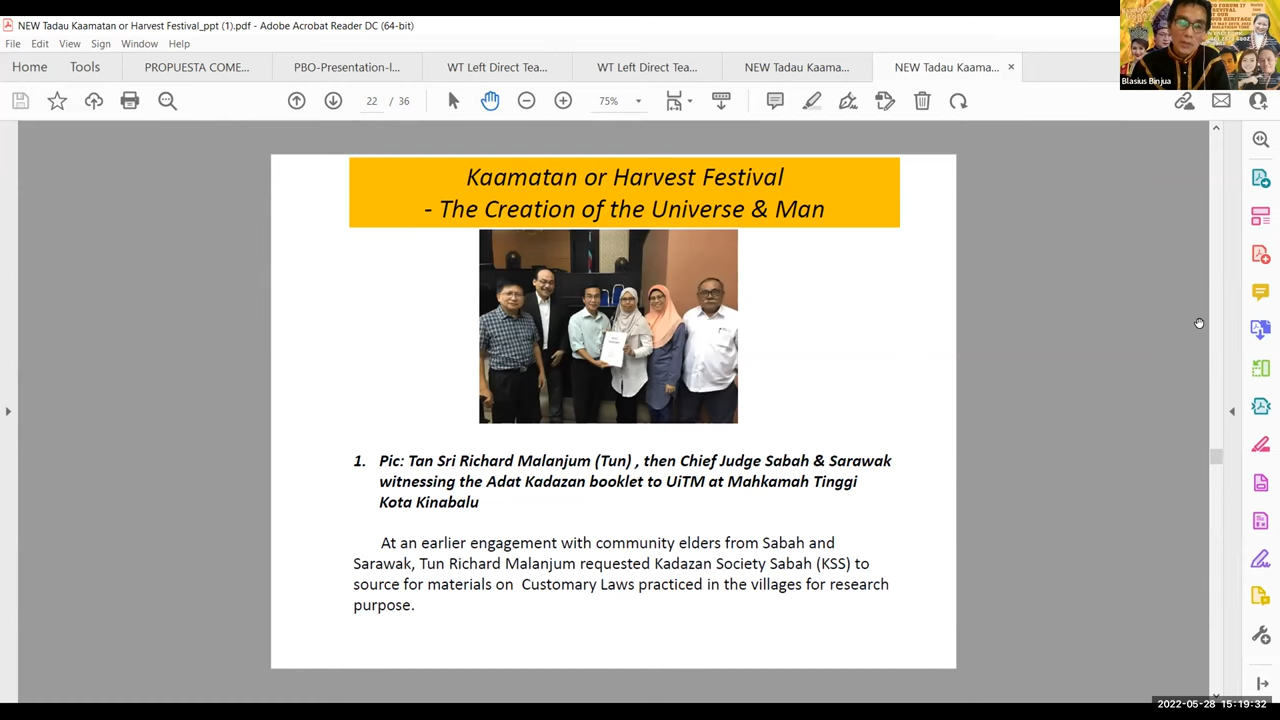 NEW Tadau Kaamatan or Harvest Festival_ppt (1).pdf - Adobe Acrobat Reader DC (64-bit)
File Edit View Sign Window Help
Home Tools PROPUESTA COME... PBO-Presentation-I... WT Left Direct Tea... WT Left Direct Tea... NEW Tadau Kaama... NEW Tadau Kaama...
22 / 36 75%
Blasius Binjua
Kaamatan or Harvest Festival
- The Creation of the Universe & Man
1. Pic: Tan Sri Richard Malanjum (Tun) , then Chief Judge Sabah & Sarawak
witnessing the Adat Kadazan booklet to UiTM at Mahkamah Tinggi
Kota Kinabalu
At an earlier engagement with community elders from Sabah and
Sarawak, Tun Richard Malanjum requested Kadazan Society Sabah (KSS) to
source for materials on Customary Laws practiced in the villages for research
purpose.
2022-05-28 15:19:32